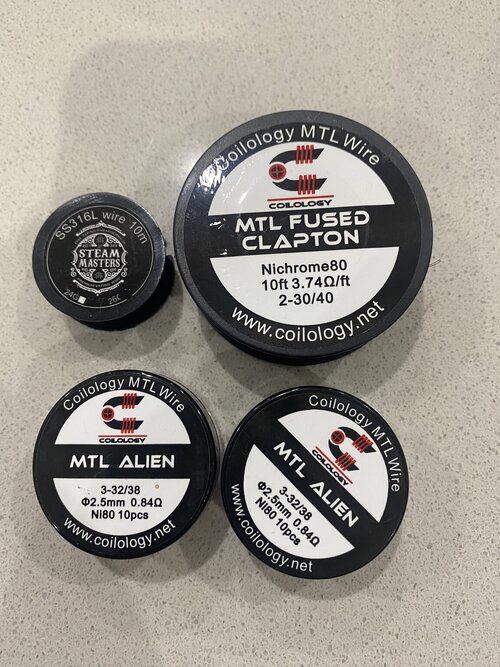 SS316L wire 10m
STEAM
MASTERS
24G 26G
Coilology MTL Wire
COILOLOGY
MTL FUSED
CLAPTON
Nichrome80
10ft 3.74Ω/ft
2-30/40
www.coilology.net
Coilology MTL Wire
COILOLOGY
MTL ALIEN
3-32/38
Φ2.5mm 0.84Ω
NI80 10pcs
www.coilology.net
Coilology MTL Wire
COILOLOGY
MTL ALIEN
3-32/38
Φ2.5mm 0.84Ω
NI80 10pcs
www.coilology.net